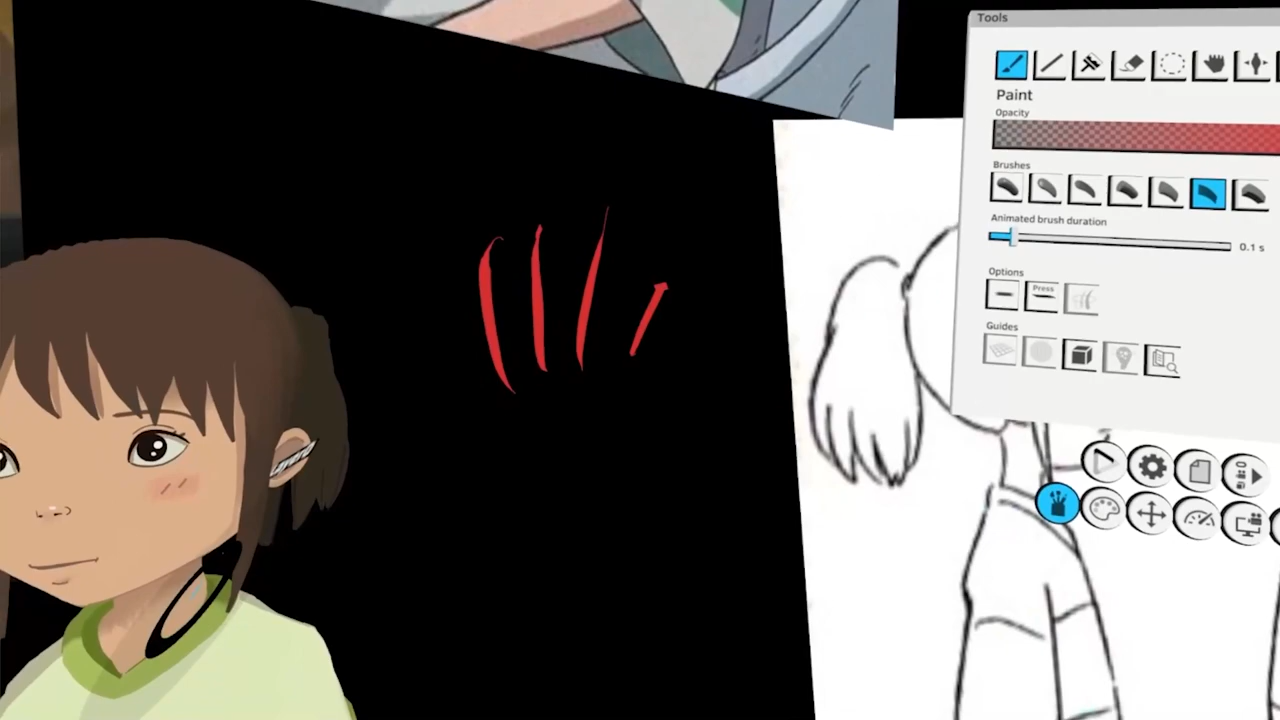 Tools
Paint
Opacity
Brushes
Animated brush duration
0.1 s
Options
Press
Guides